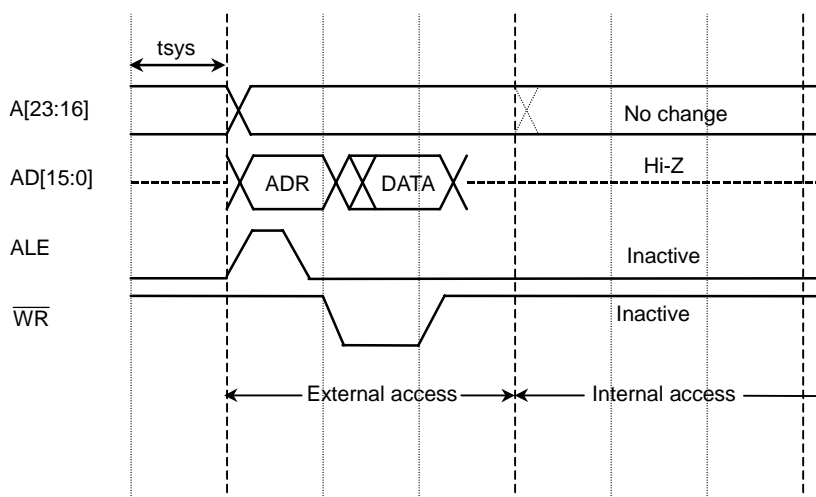 tsys
A[23:16]
No change
AD[15:0]
ADR
DATA
Hi-Z
ALE
Inactive
WR
Inactive
External access
Internal access